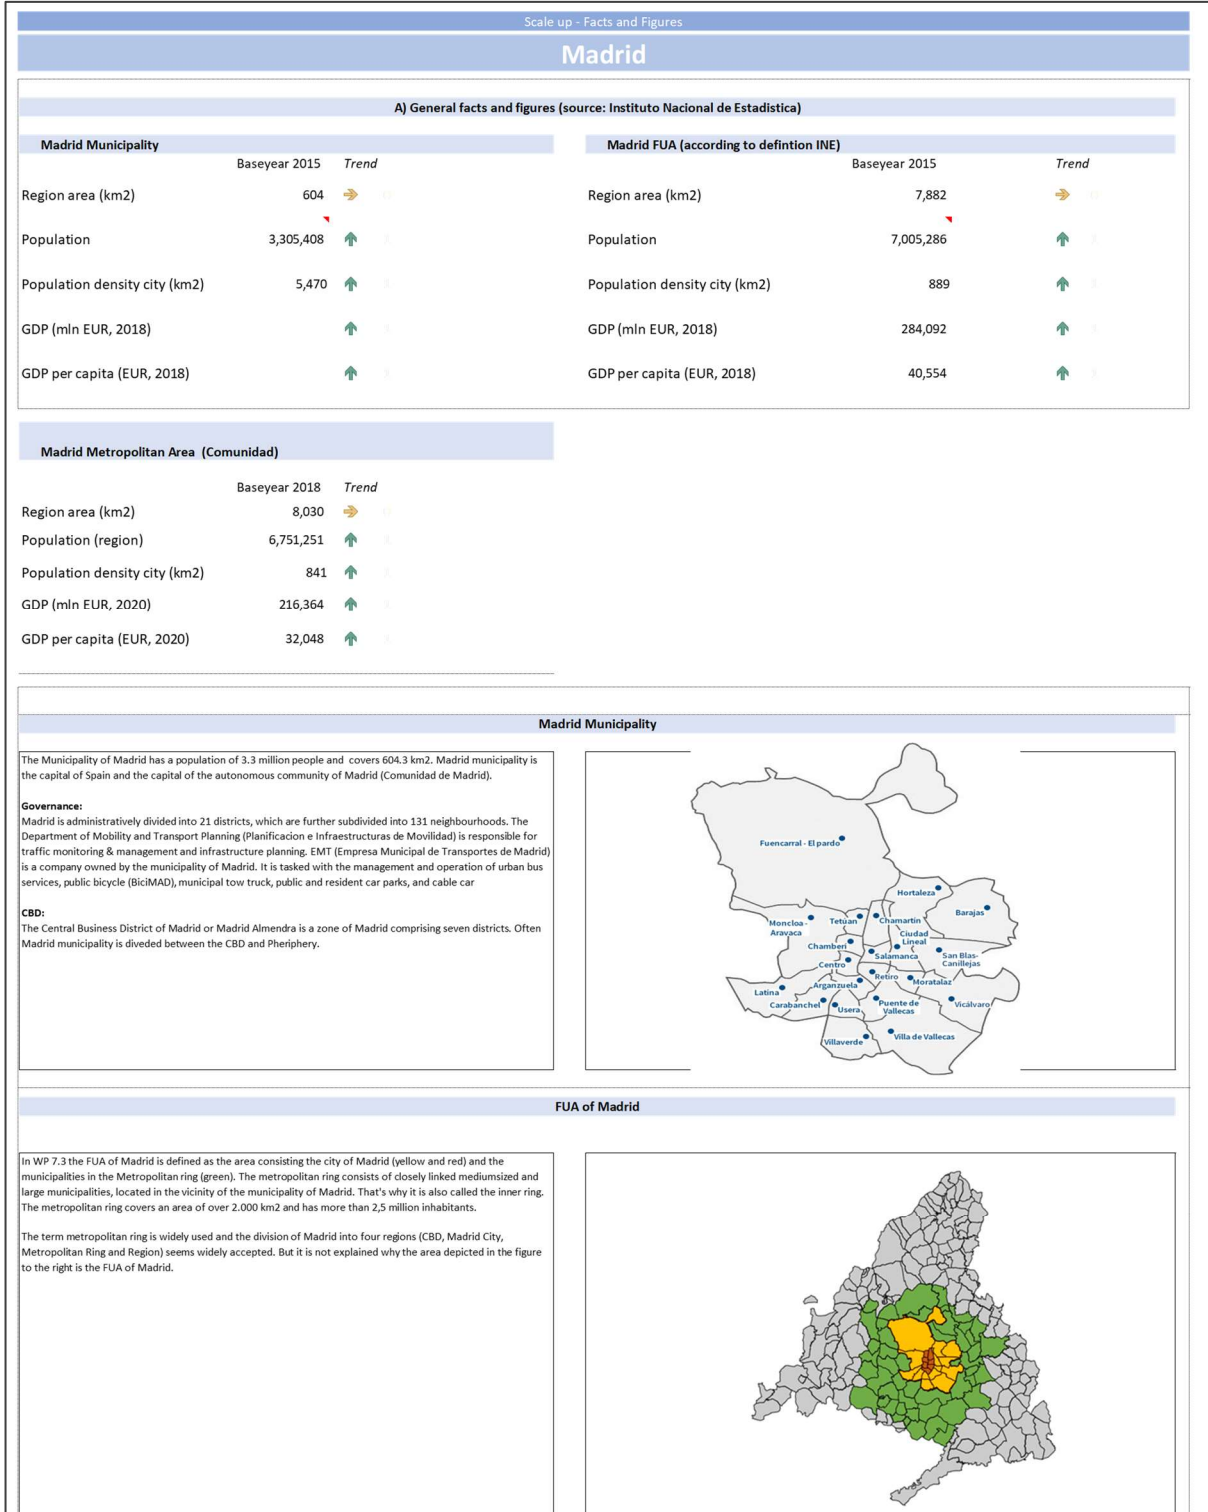 Scale up - Facts and Figures
Madrid
A) General facts and figures (source: Instituto Nacional de Estadistica)
Madrid Municipality
Baseyear 2015 Trend
Region area (km2) 604
Population 3,305,408
Population density city (km2) 5,470
GDP (mln EUR, 2018)
GDP per capita (EUR, 2018)
Madrid FUA (according to defintion INE)
Baseyear 2015 Trend
Region area (km2) 7,882
Population 7,005,286
Population density city (km2) 889
GDP (mln EUR, 2018) 284,092
GDP per capita (EUR, 2018) 40,554
Madrid Metropolitan Area (Comunidad)
Baseyear 2018 Trend
Region area (km2) 8,030
Population (region) 6,751,251
Population density city (km2) 841
GDP (mln EUR, 2020) 216,364
GDP per capita (EUR, 2020) 32,048
Madrid Municipality
The Municipality of Madrid has a population of 3.3 million people and covers 604.3 km2. Madrid municipality is
the capital of Spain and the capital of the autonomous community of Madrid (Comunidad de Madrid).
Governance:
Madrid is administratively divided into 21 districts, which are further subdivided into 131 neighbourhoods. The
Department of Mobility and Transport Planning (Planificacion e Infraestructuras de Movilidad) is responsible for
traffic monitoring & management and infrastructure planning. EMT (Empresa Municipal de Transportes de Madrid)
is a company owned by the municipality of Madrid. It is tasked with the management and operation of urban bus
services, public bicycle (BiciMAD), municipal tow truck, public and resident car parks, and cable car
CBD:
The Central Business District of Madrid or Madrid Almendra is a zone of Madrid comprising seven districts. Often
Madrid municipality is diveded between the CBD and Pheriphery.
Fuencarral - El pardo
Hortaleza
Barajas
Moncloa -
Aravaca
Tetúan
Chamartín
Ciudad
Lineal
Chamberí
Salamanca
San Blas-
Canillejas
Centro
Retiro
Moratalaz
Arganzuela
Latina
Carabanchel
Usera
Puente de
Vallecas
Vicálvaro
Villaverde
Villa de Vallecas
FUA of Madrid
In WP 7.3 the FUA of Madrid is defined as the area consisting the city of Madrid (yellow and red) and the
municipalities in the Metropolitan ring (green). The metropolitan ring consists of closely linked mediumsized and
large municipalities, located in the vicinity of the municipality of Madrid. That's why it is also called the inner ring.
The metropolitan ring covers an area of over 2.000 km2 and has more than 2,5 million inhabitants.
The term metropolitan ring is widely used and the division of Madrid into four regions (CBD, Madrid City,
Metropolitan Ring and Region) seems widely accepted. But it is not explained why the area depicted in the figure
to the right is the FUA of Madrid.